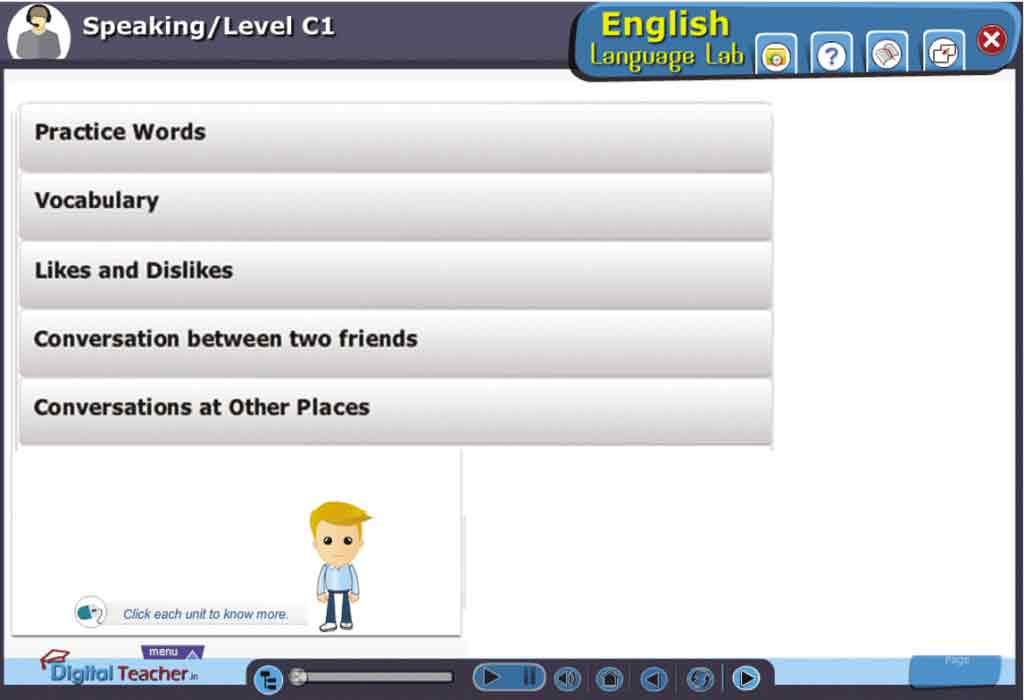 Speaking/Level C1
English
Language Lab
Practice Words
Vocabulary
Likes and Dislikes
Conversation between two friends
Conversations at Other Places
Click each unit to know more.
menu
Digital Teacher.in
Page